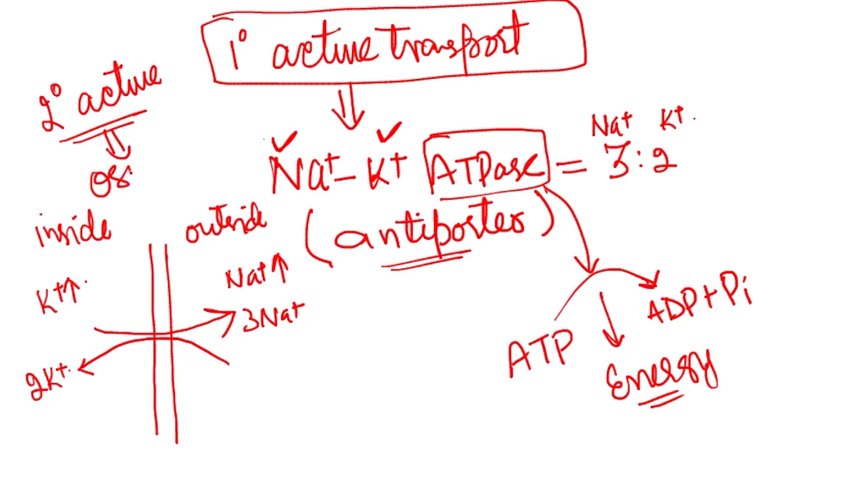 1° active transport
2° active
Na⁺ K⁺
Na⁺ - K⁺ ATPase = 3:2
(antiporter)
inside
outside
K⁺↑
Na⁺↑
3Na⁺
2K⁺
ATP
ADP + Pi
Energy